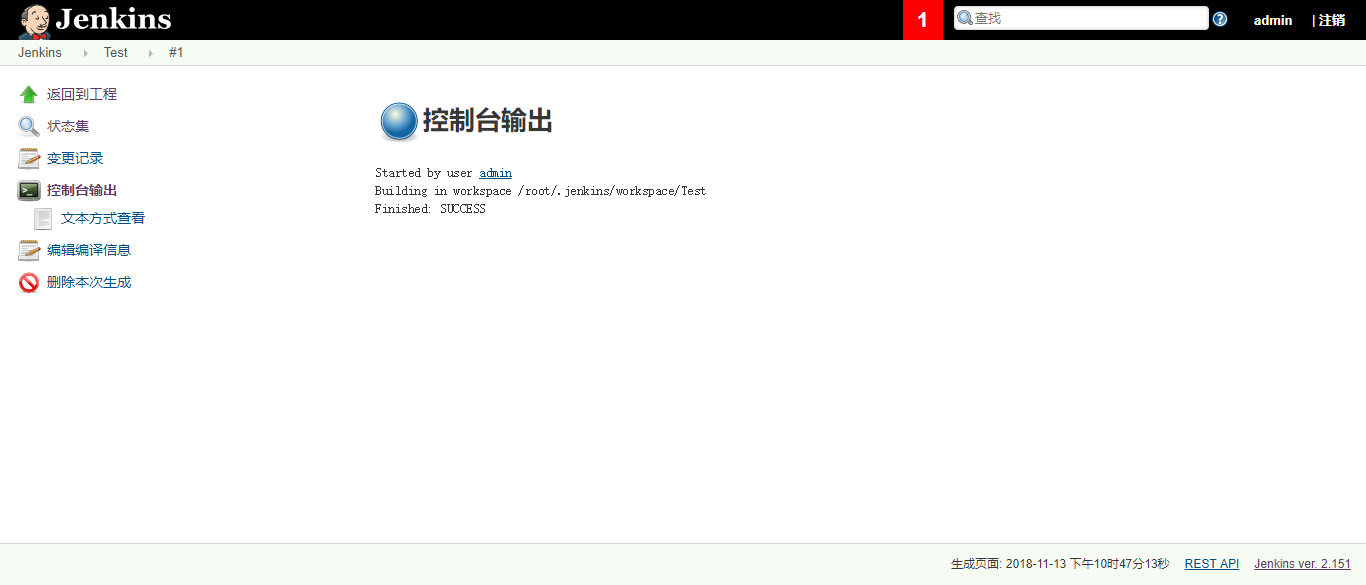 Jenkins
1
查找
?
admin
| 注销
Jenkins
Test
#1
返回到工程
状态集
变更记录
控制台输出
文本方式查看
编辑编译信息
删除本次生成
控制台输出
Started by user admin
Building in workspace /root/.jenkins/workspace/Test
Finished: SUCCESS
生成页面: 2018-11-13 下午10时47分13秒 REST API Jenkins ver. 2.151